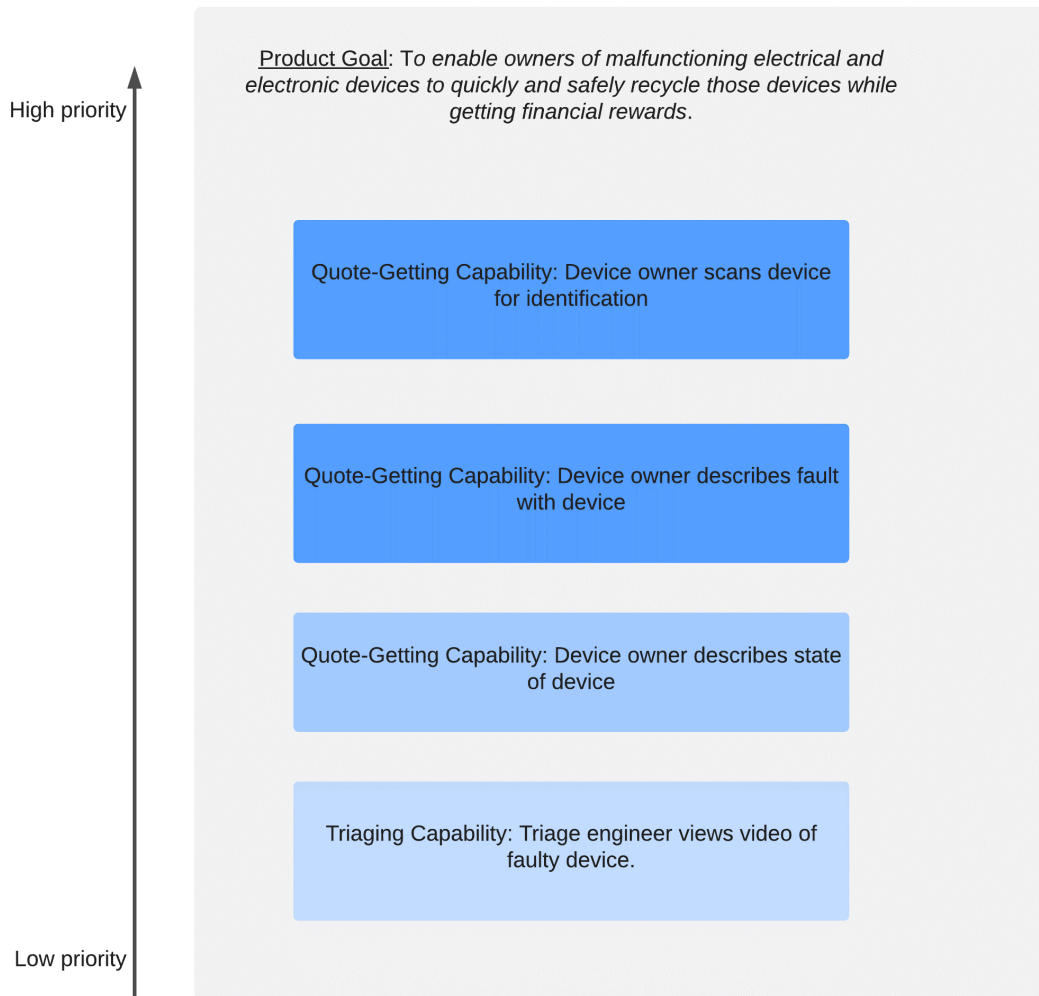 Product Goal: To enable owners of malfunctioning electrical and
electronic devices to quickly and safely recycle those devices while
getting financial rewards.
High priority
Quote-Getting Capability: Device owner scans device
for identification
Quote-Getting Capability: Device owner describes fault
with device
Quote-Getting Capability: Device owner describes state
of device
Triaging Capability: Triage engineer views video of
faulty device.
Low priority